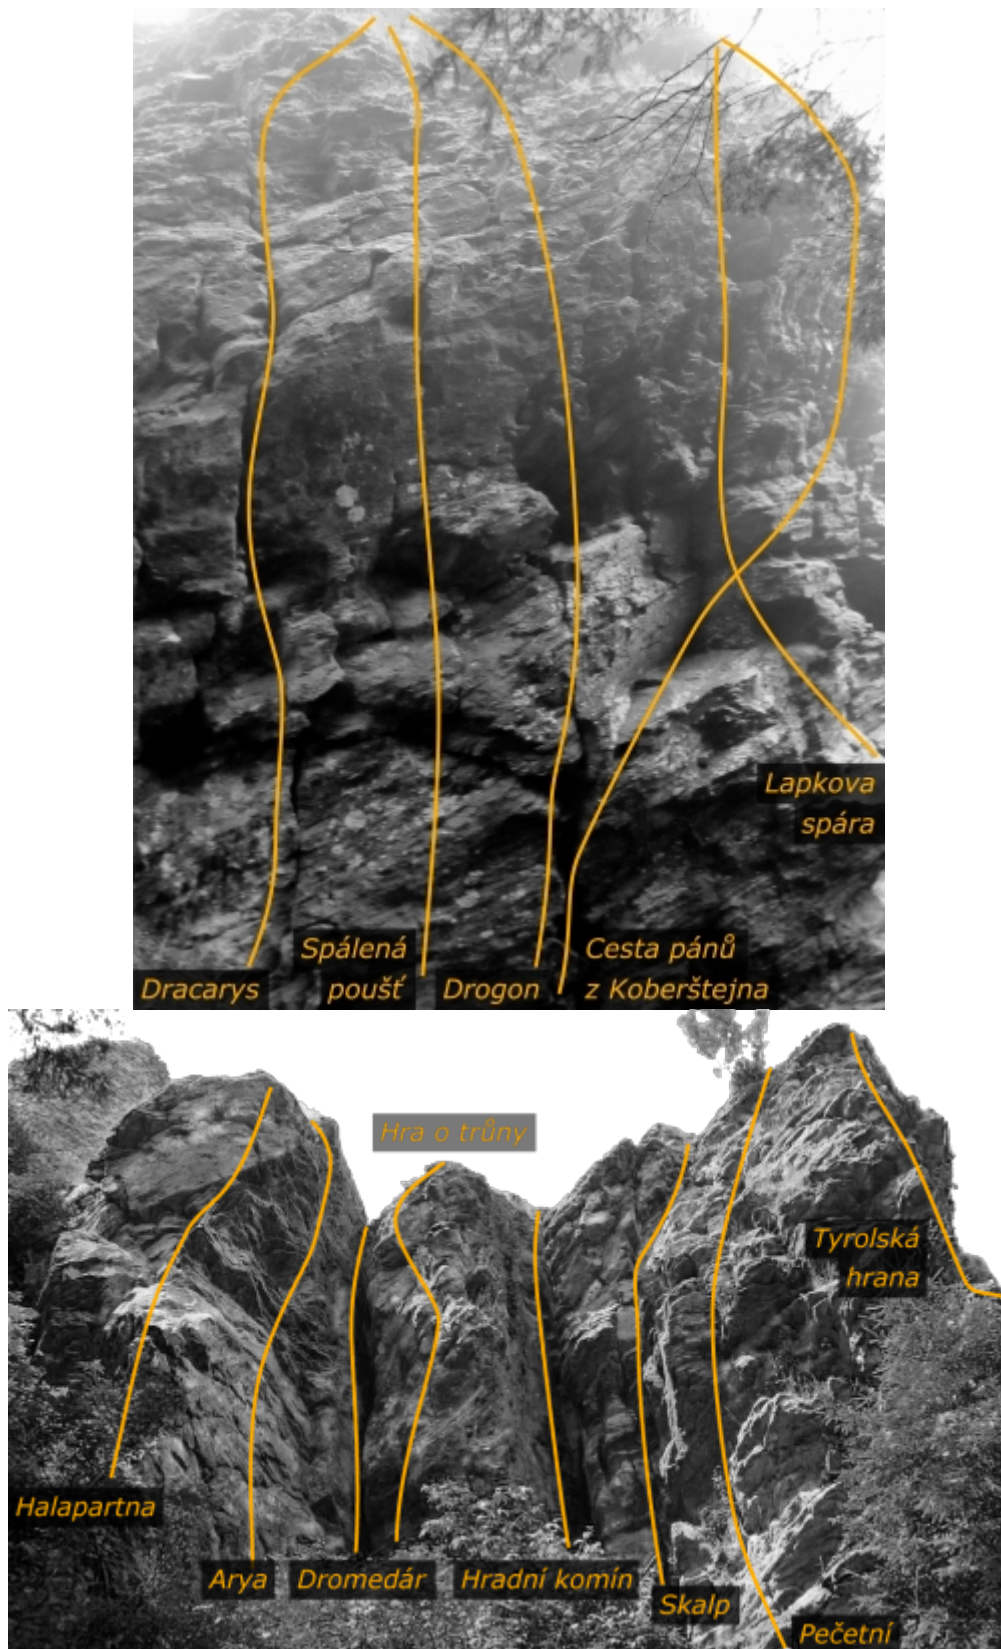 Lapkova
spára
Spálená
poušť
Cesta pánů
z Koberštejna
Dracarys
Drogon
Hra o trůny
Tyrolská
hrana
Halapartna
Arya
Dromedár
Hradní komín
Skalp
Pečetní